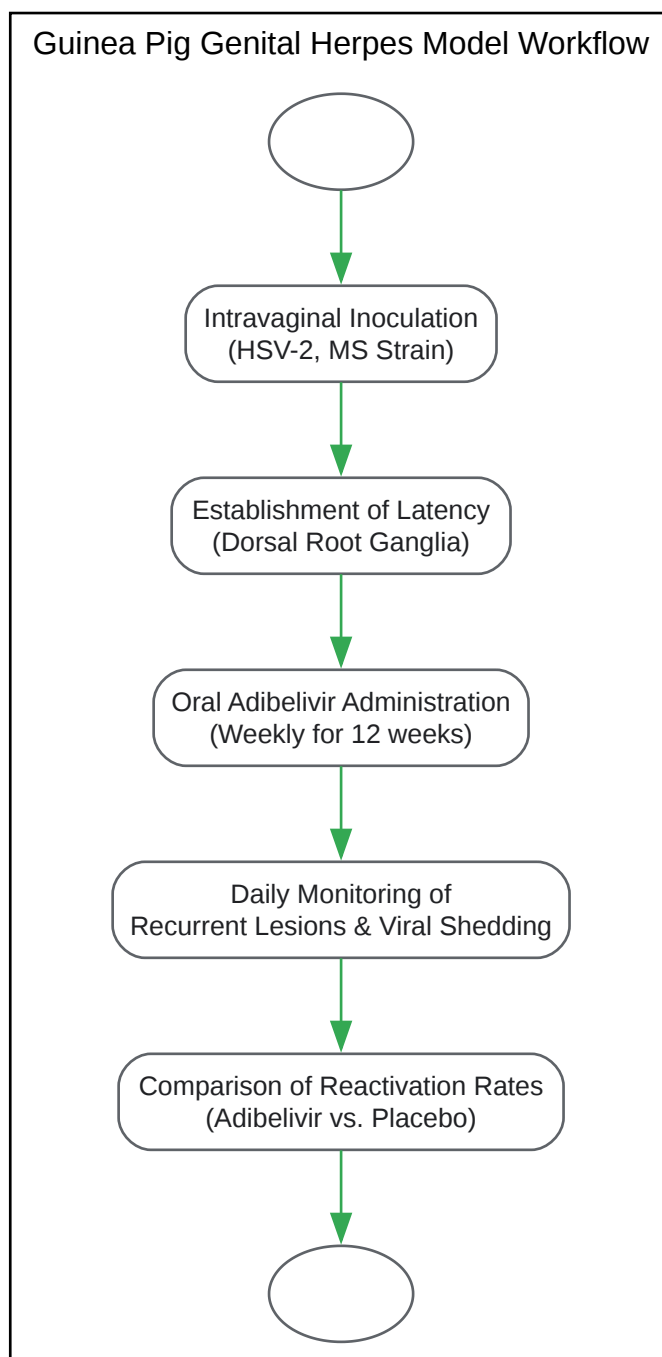 Guinea Pig Genital Herpes Model Workflow
Intravaginal Inoculation
(HSV-2, MS Strain)
Establishment of Latency
(Dorsal Root Ganglia)
Oral Adibelivir Administration
(Weekly for 12 weeks)
Daily Monitoring of
Recurrent Lesions & Viral Shedding
Comparison of Reactivation Rates
(Adibelivir vs. Placebo)